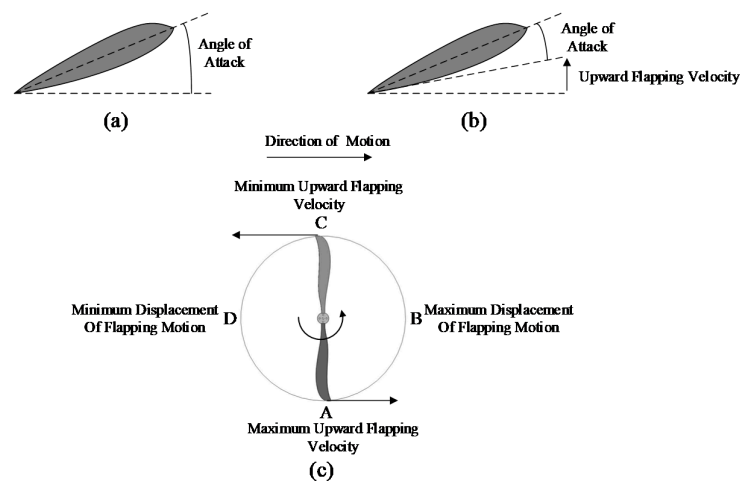 Angle of
Attack
(a)
Angle of
Attack
Upward Flapping Velocity
(b)
Direction of Motion
Minimum Upward Flapping
Velocity
C
Minimum Displacement
Of Flapping Motion
D
B
Maximum Displacement
Of Flapping Motion
A
Maximum Upward Flapping
Velocity
(c)